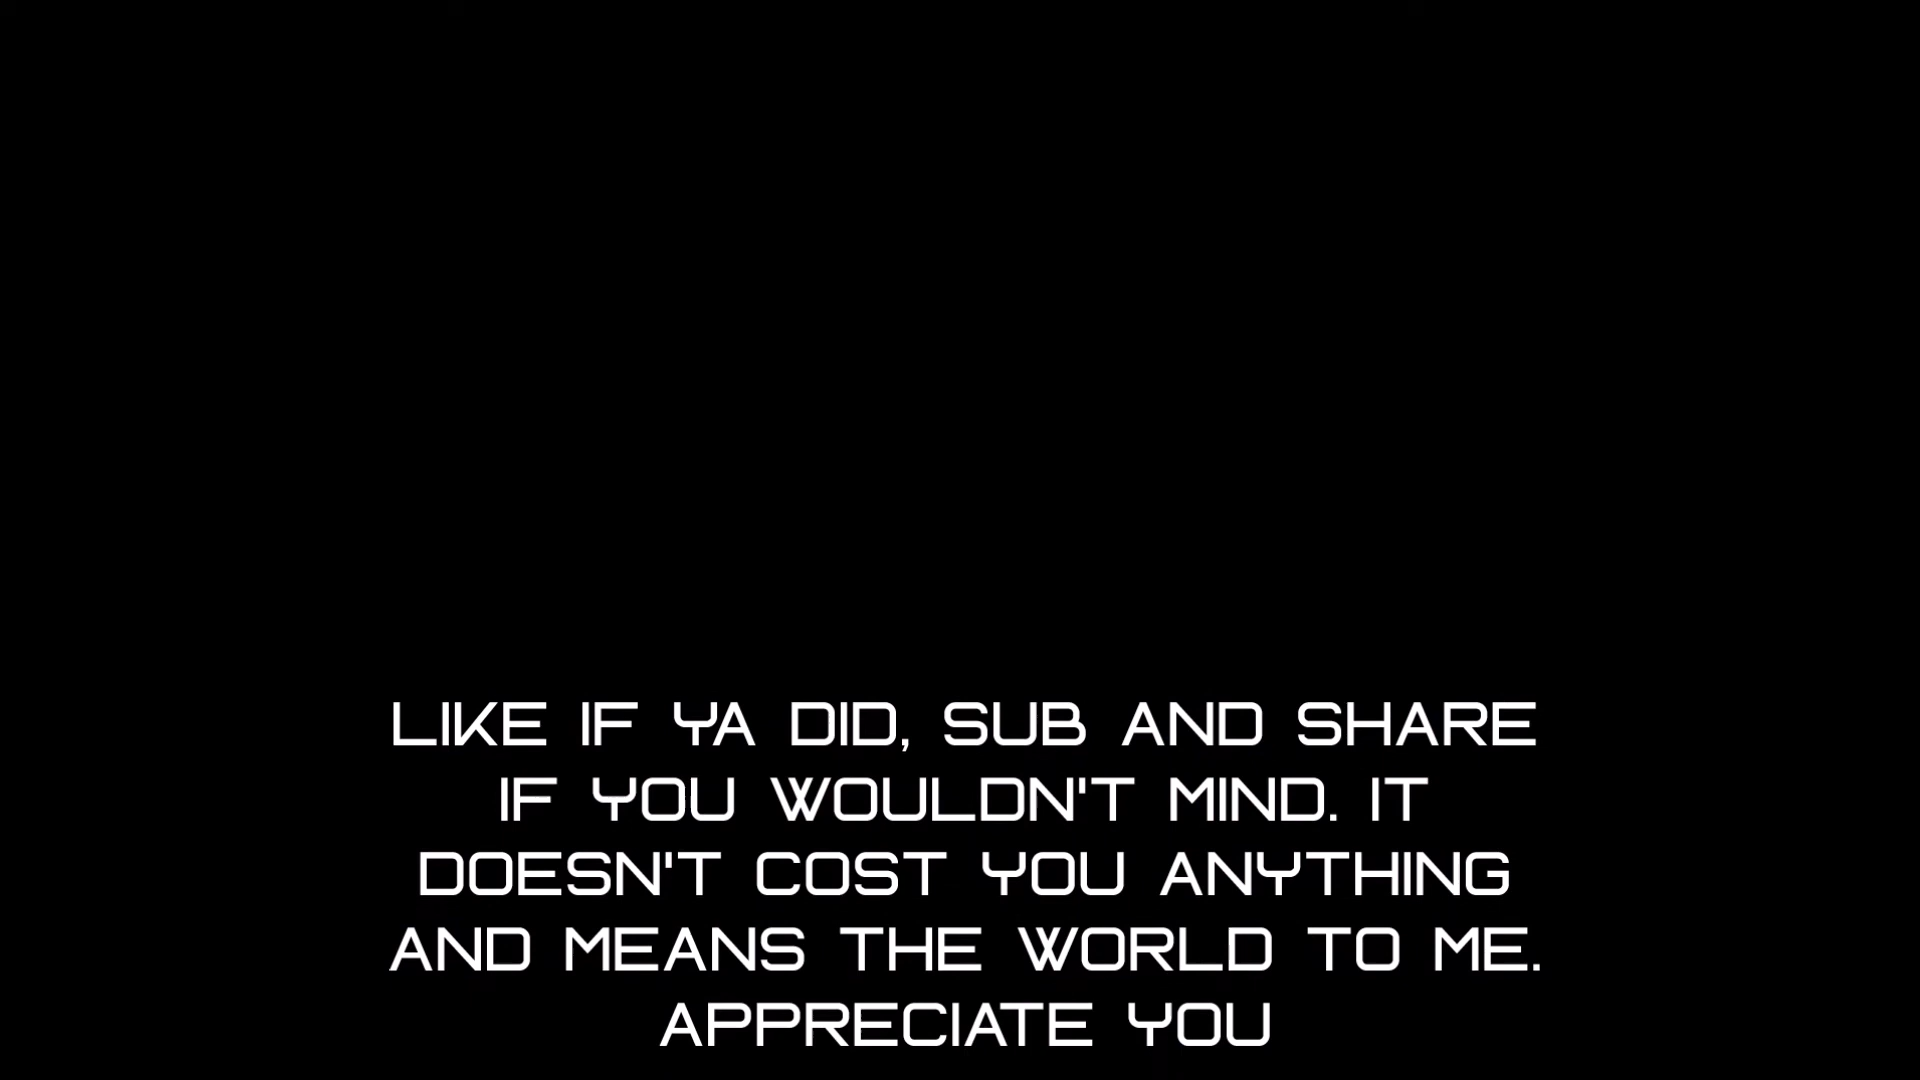 LIKE IF YA DID, SUB AND SHARE
IF YOU WOULDN'T MIND. IT
DOESN'T COST YOU ANYTHING
AND MEANS THE WORLD TO ME.
APPRECIATE YOU